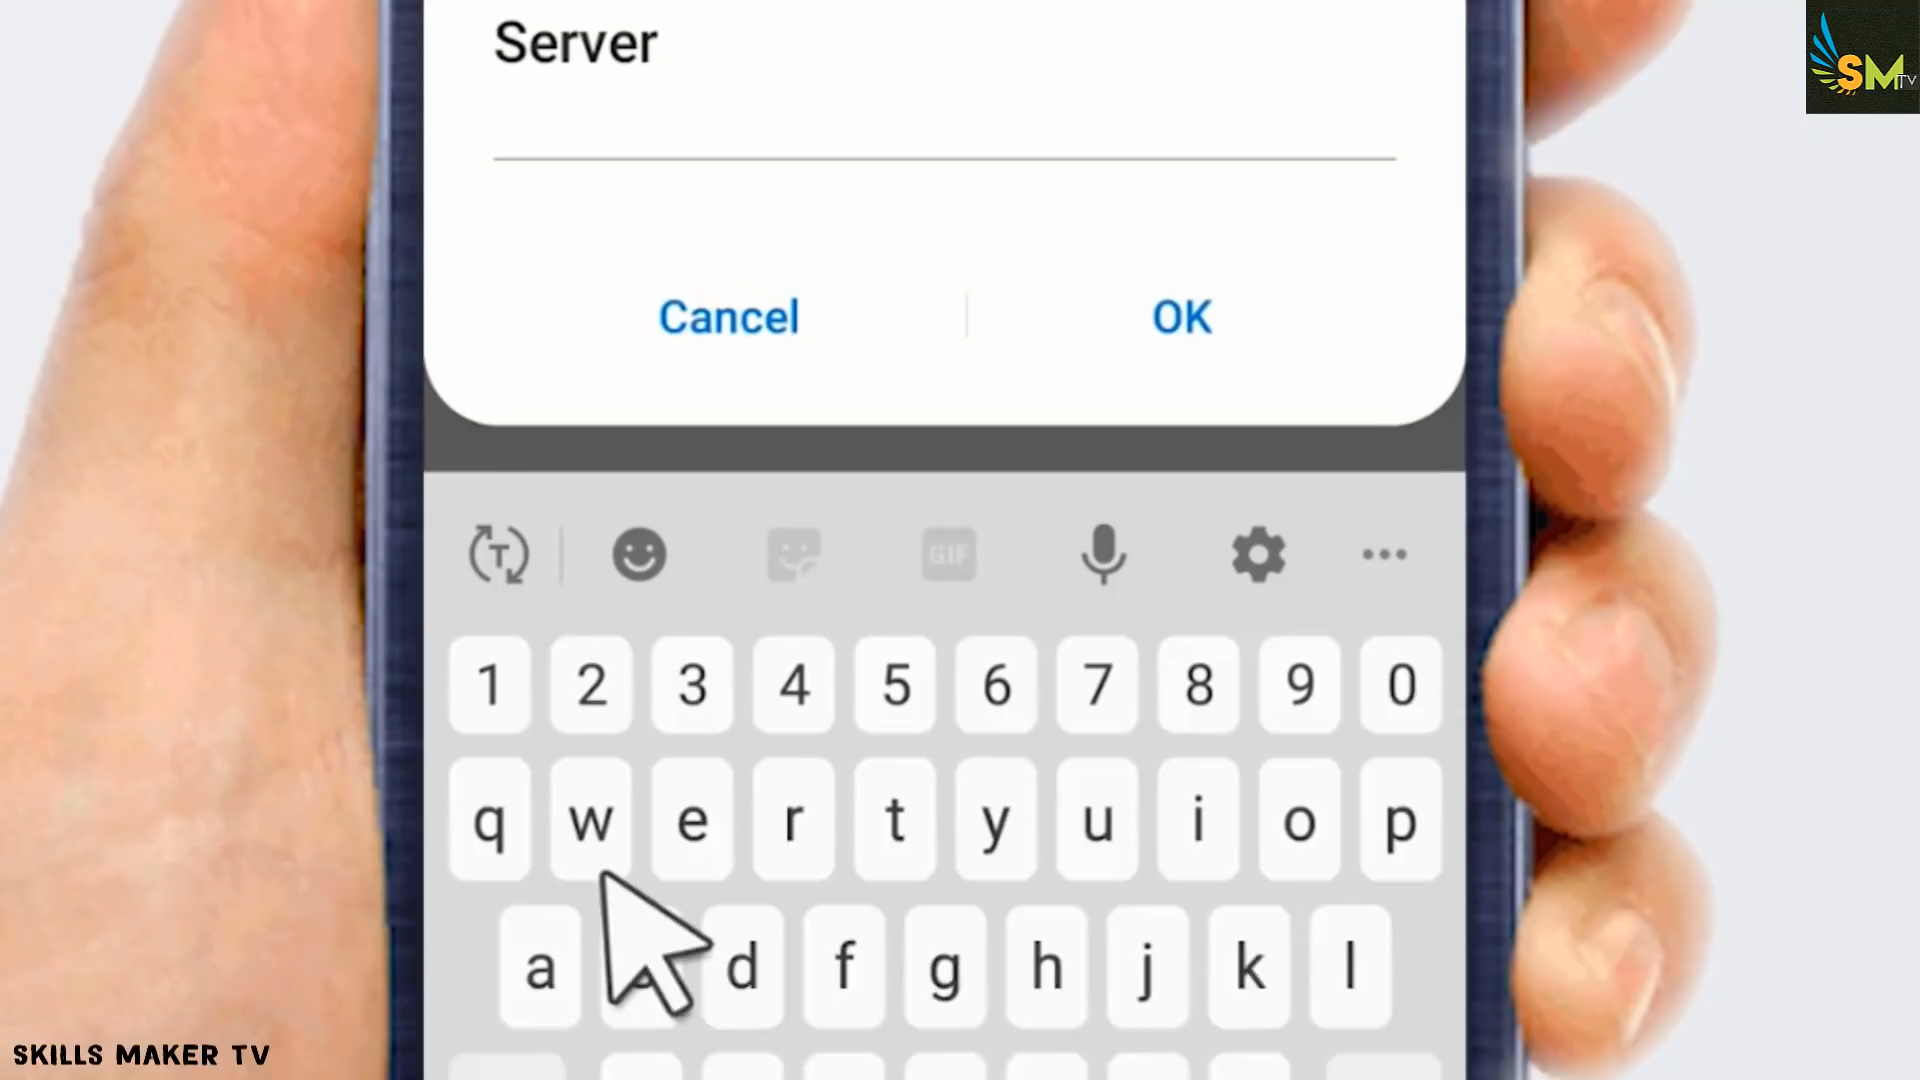 Server
SM TV
Cancel
OK
T
GIF
1 2 3 4 5 6 7 8 9 0
q w e r t y u i o p
a d f g h j k l
SKILLS MAKER TV